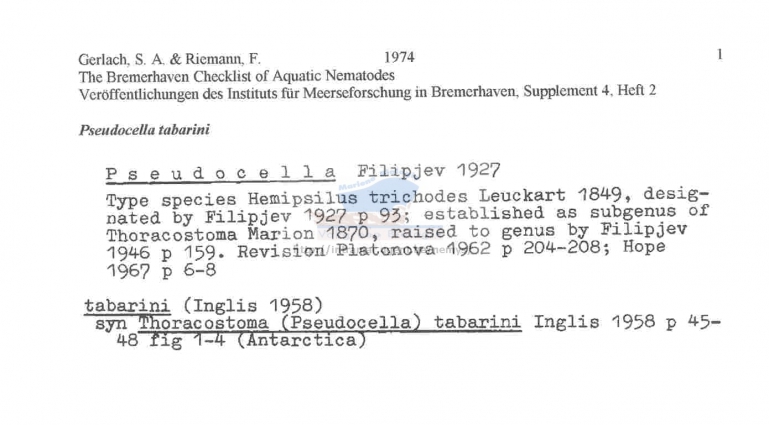 Gerlach, S. A. & Riemann, F. 1974 1
The Bremerhaven Checklist of Aquatic Nematodes
Veröffentlichungen des Instituts für Meerseforschung in Bremerhaven, Supplement 4, Heft 2
Pseudocella tabarini
P s e u d o c e l l a Filipjev 1927
Type species Hemipsilus trichodes Leuckart 1849, desig-
nated by Filipjev 1927 p 93; established as subgenus of
Thoracostoma Marion 1870, raised to genus by Filipjev
1946 p 159. Revision Platonova 1962 p 204-208; Hope
1967 p 6-8
tabarini (Inglis 1958)
syn Thoracostoma (Pseudocella) tabarini Inglis 1958 p 45-
48 fig 1-4 (Antarctica)